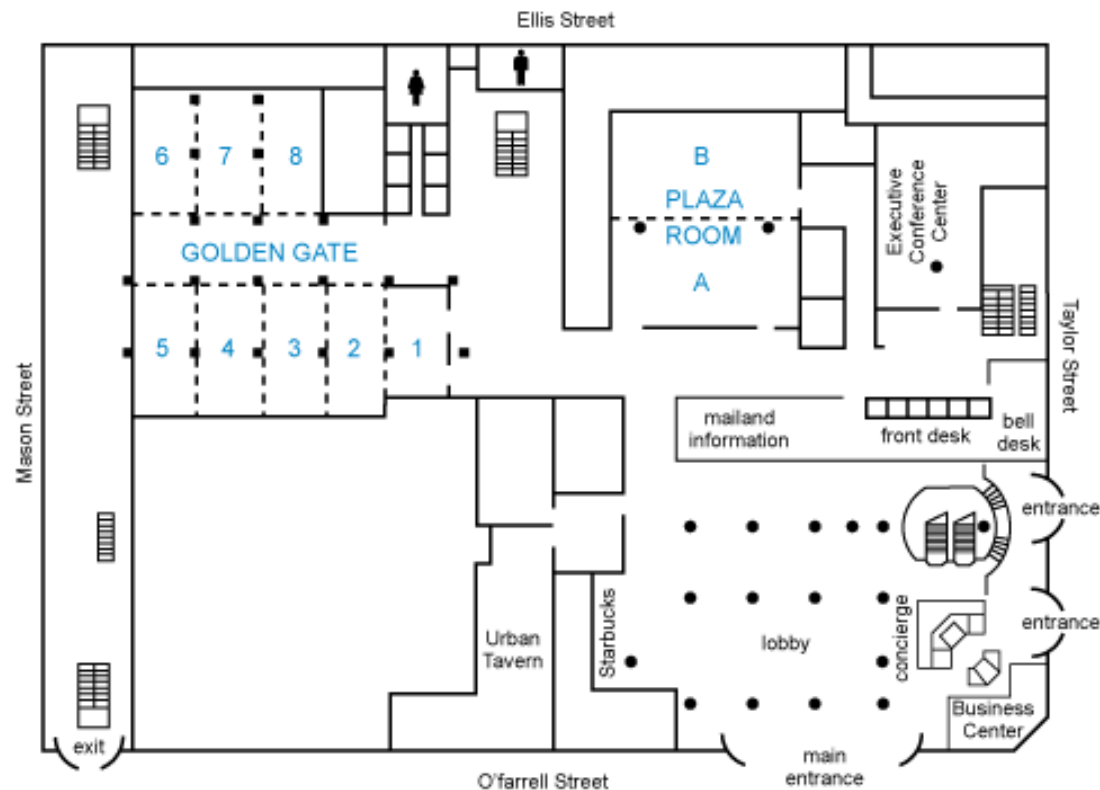 Ellis Street
6
7
8
B
PLAZA
ROOM
A
Executive
Conference
Center
GOLDEN GATE
5
4
3
2
1
Mason Street
Taylor Street
mailand
information
front desk
bell
desk
entrance
entrance
concierge
lobby
Starbucks
Urban
Tavern
Business
Center
exit
main
entrance
O'farrell Street